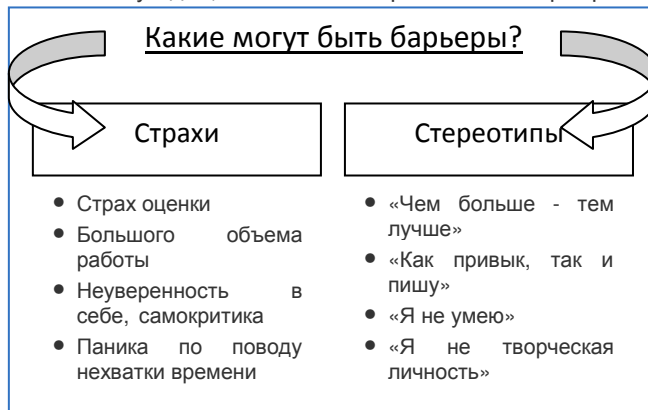 Какие могут быть барьеры?
Страхи
• Страх оценки
• Большого объема
работы
• Неуверенность в
себе, самокритика
• Паника по поводу
нехватки времени
Стереотипы
• «Чем больше - тем
лучше»
• «Как привык, так и
пишу»
• «Я не умею»
• «Я не творческая
личность»